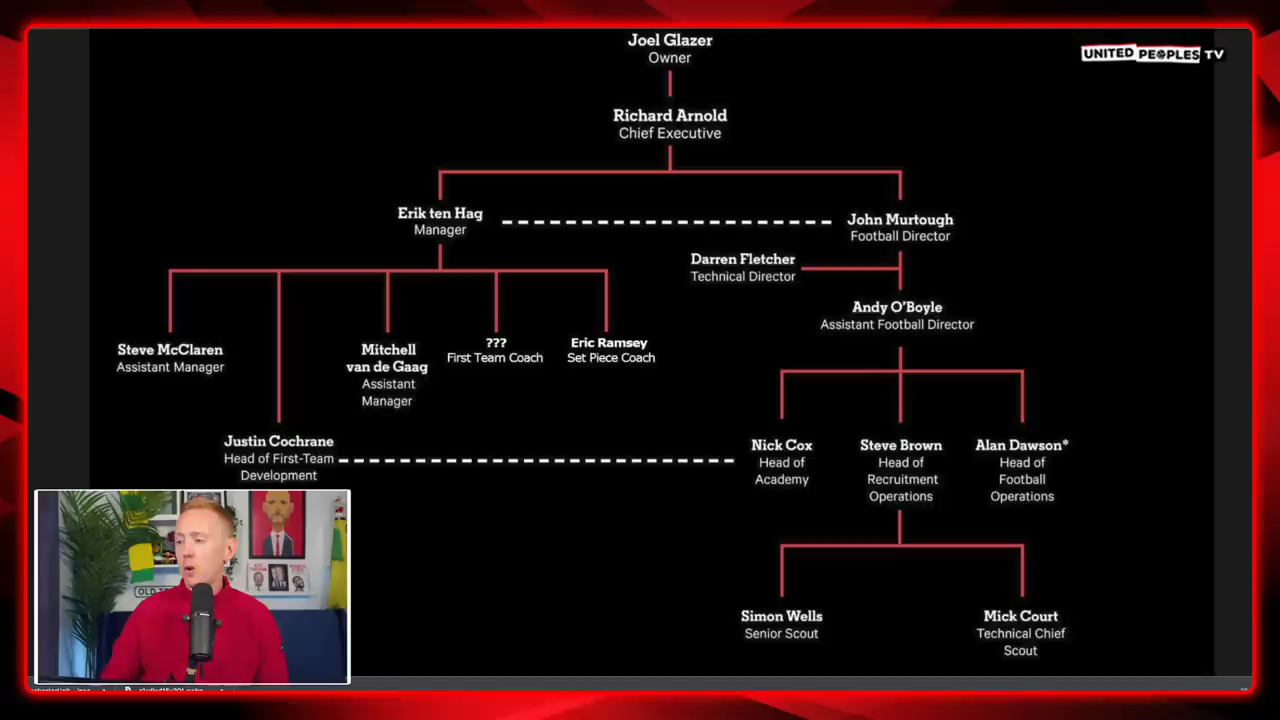 Joel Glazer
Owner
UNITED PEOPLES TV
Richard Arnold
Chief Executive
Erik ten Hag
Manager
John Murtough
Football Director
Darren Fletcher
Technical Director
Andy O'Boyle
Assistant Football Director
Steve McClaren
Assistant Manager
Mitchell
van de Gaag
Assistant
Manager
???
First Team Coach
Eric Ramsey
Set Piece Coach
Justin Cochrane
Head of First-Team
Development
Nick Cox
Head of
Academy
Steve Brown
Head of
Recruitment
Operations
Alan Dawson*
Head of
Football
Operations
Simon Wells
Senior Scout
Mick Court
Technical Chief
Scout